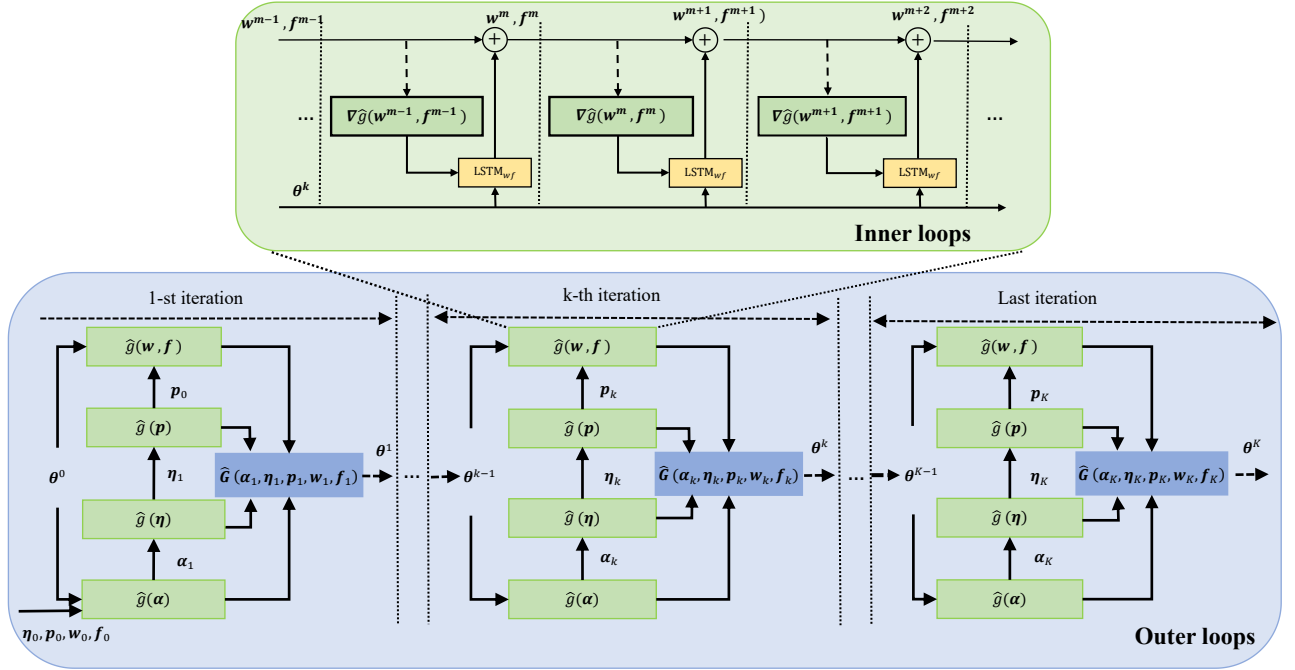 w^{m-1}, f^{m-1}
w^m, f^m
w^{m+1}, f^{m+1})
w^{m+2}, f^{m+2}
...
∇ĝ(w^{m-1}, f^{m-1})
∇ĝ(w^m, f^m)
∇ĝ(w^{m+1}, f^{m+1})
...
LSTM_{wf}
LSTM_{wf}
LSTM_{wf}
θ^k
Inner loops
1-st iteration
k-th iteration
Last iteration
ĝ(w, f)
p_0
ĝ(p)
θ^0
η_1
Ĝ(α_1, η_1, p_1, w_1, f_1)
θ^1
ĝ(η)
α_1
ĝ(α)
η_0, p_0, w_0, f_0
...
θ^{k-1}
ĝ(w, f)
p_k
ĝ(p)
η_k
Ĝ(α_k, η_k, p_k, w_k, f_k)
θ^k
ĝ(η)
α_k
ĝ(α)
...
θ^{K-1}
ĝ(w, f)
p_K
ĝ(p)
η_K
Ĝ(α_K, η_K, p_K, w_K, f_K)
θ^K
ĝ(η)
α_K
ĝ(α)
Outer loops